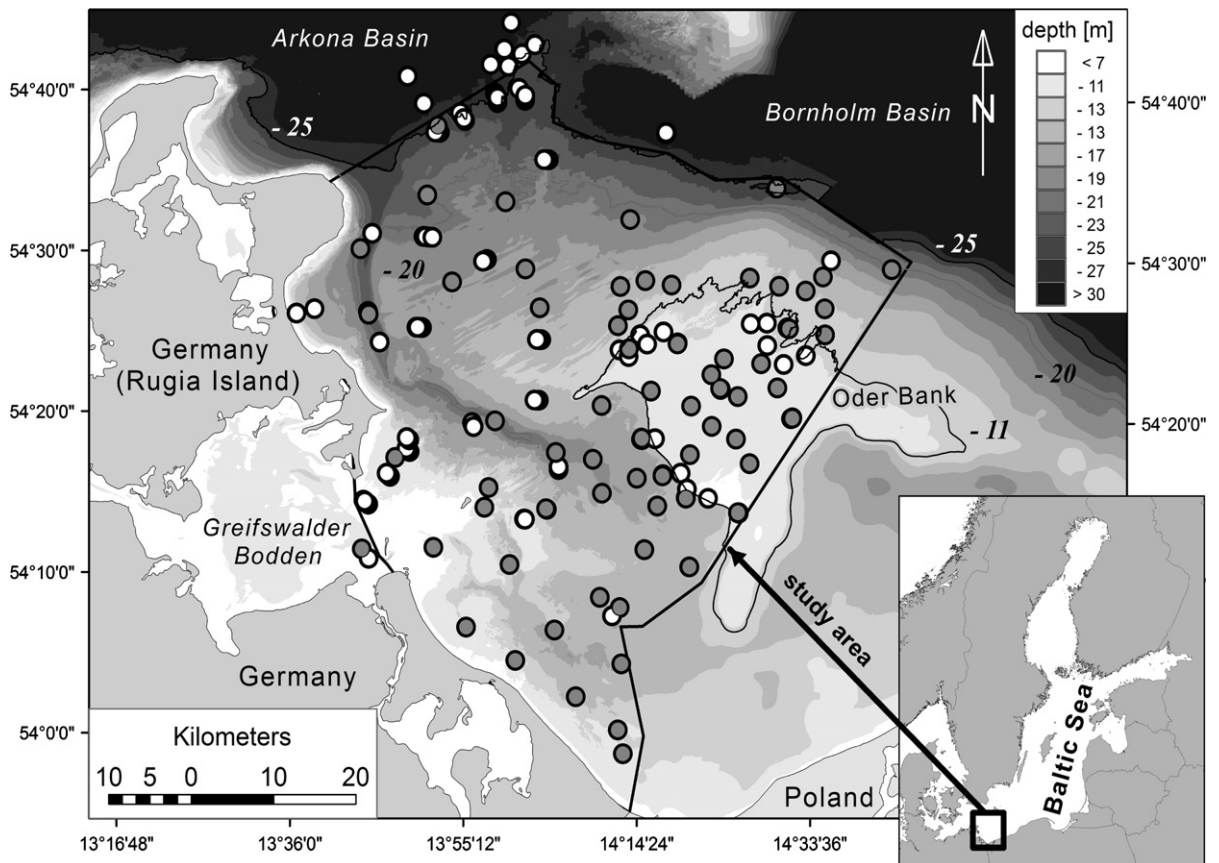 Arkona Basin
Bornholm Basin
N
depth [m]
< 7
- 11
- 13
- 13
- 17
- 19
- 21
- 23
- 25
- 27
> 30
54°40'0"
54°30'0"
54°20'0"
54°10'0"
54°0'0"
54°40'0"
54°30'0"
54°20'0"
- 25
- 20
- 25
- 20
- 11
Germany
(Rugia Island)
Oder Bank
Greifswalder
Bodden
Germany
Poland
study area
Baltic Sea
Kilometers
10 5 0 10 20
13°16'48" 13°36'0" 13°55'12" 14°14'24" 14°33'36"